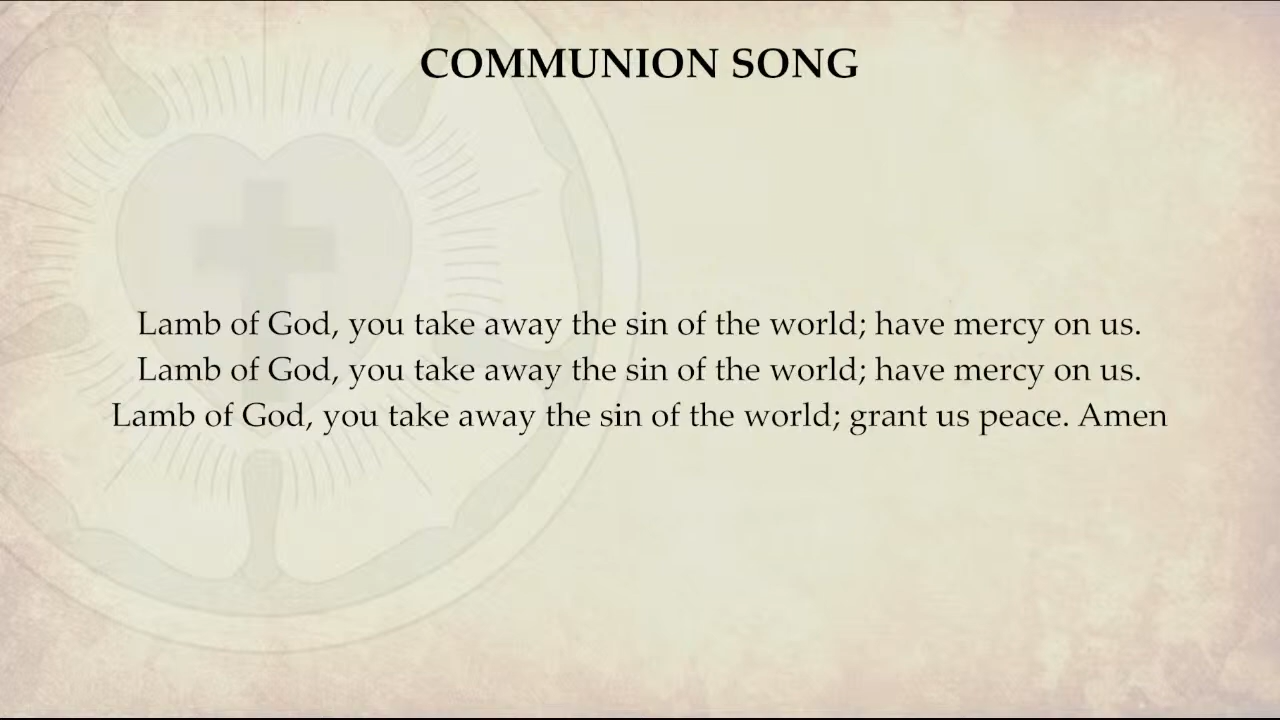 COMMUNION SONG
Lamb of God, you take away the sin of the world; have mercy on us.
Lamb of God, you take away the sin of the world; have mercy on us.
Lamb of God, you take away the sin of the world; grant us peace. Amen